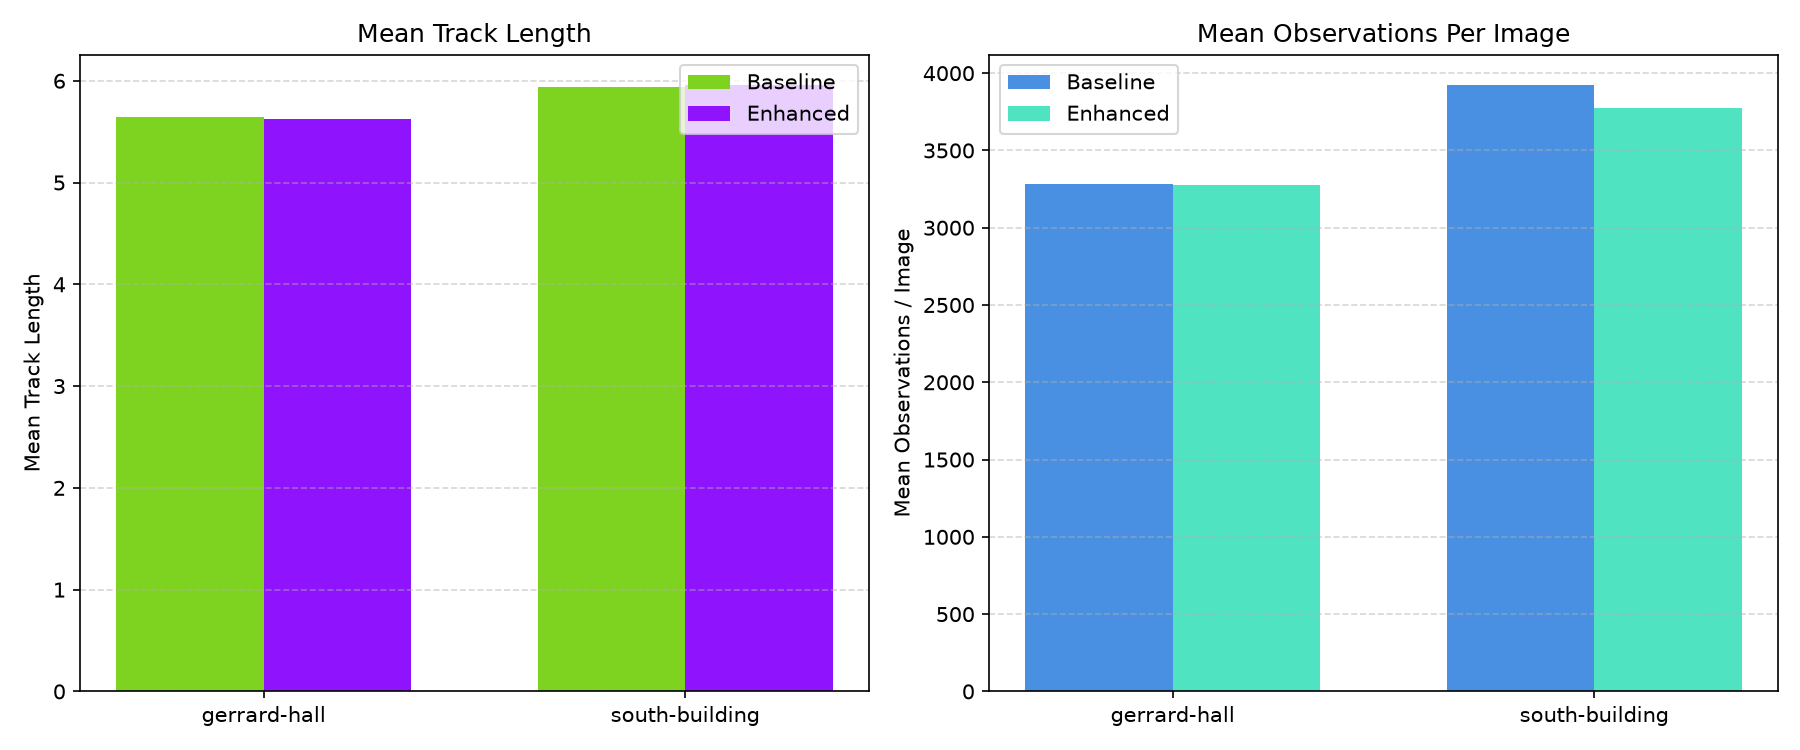 Mean Track Length
Mean Track Length
6
5
4
3
2
1
0
Baseline
Enhanced
gerrard-hall
south-building
Mean Observations Per Image
Mean Observations / Image
4000
3500
3000
2500
2000
1500
1000
500
0
Baseline
Enhanced
gerrard-hall
south-building